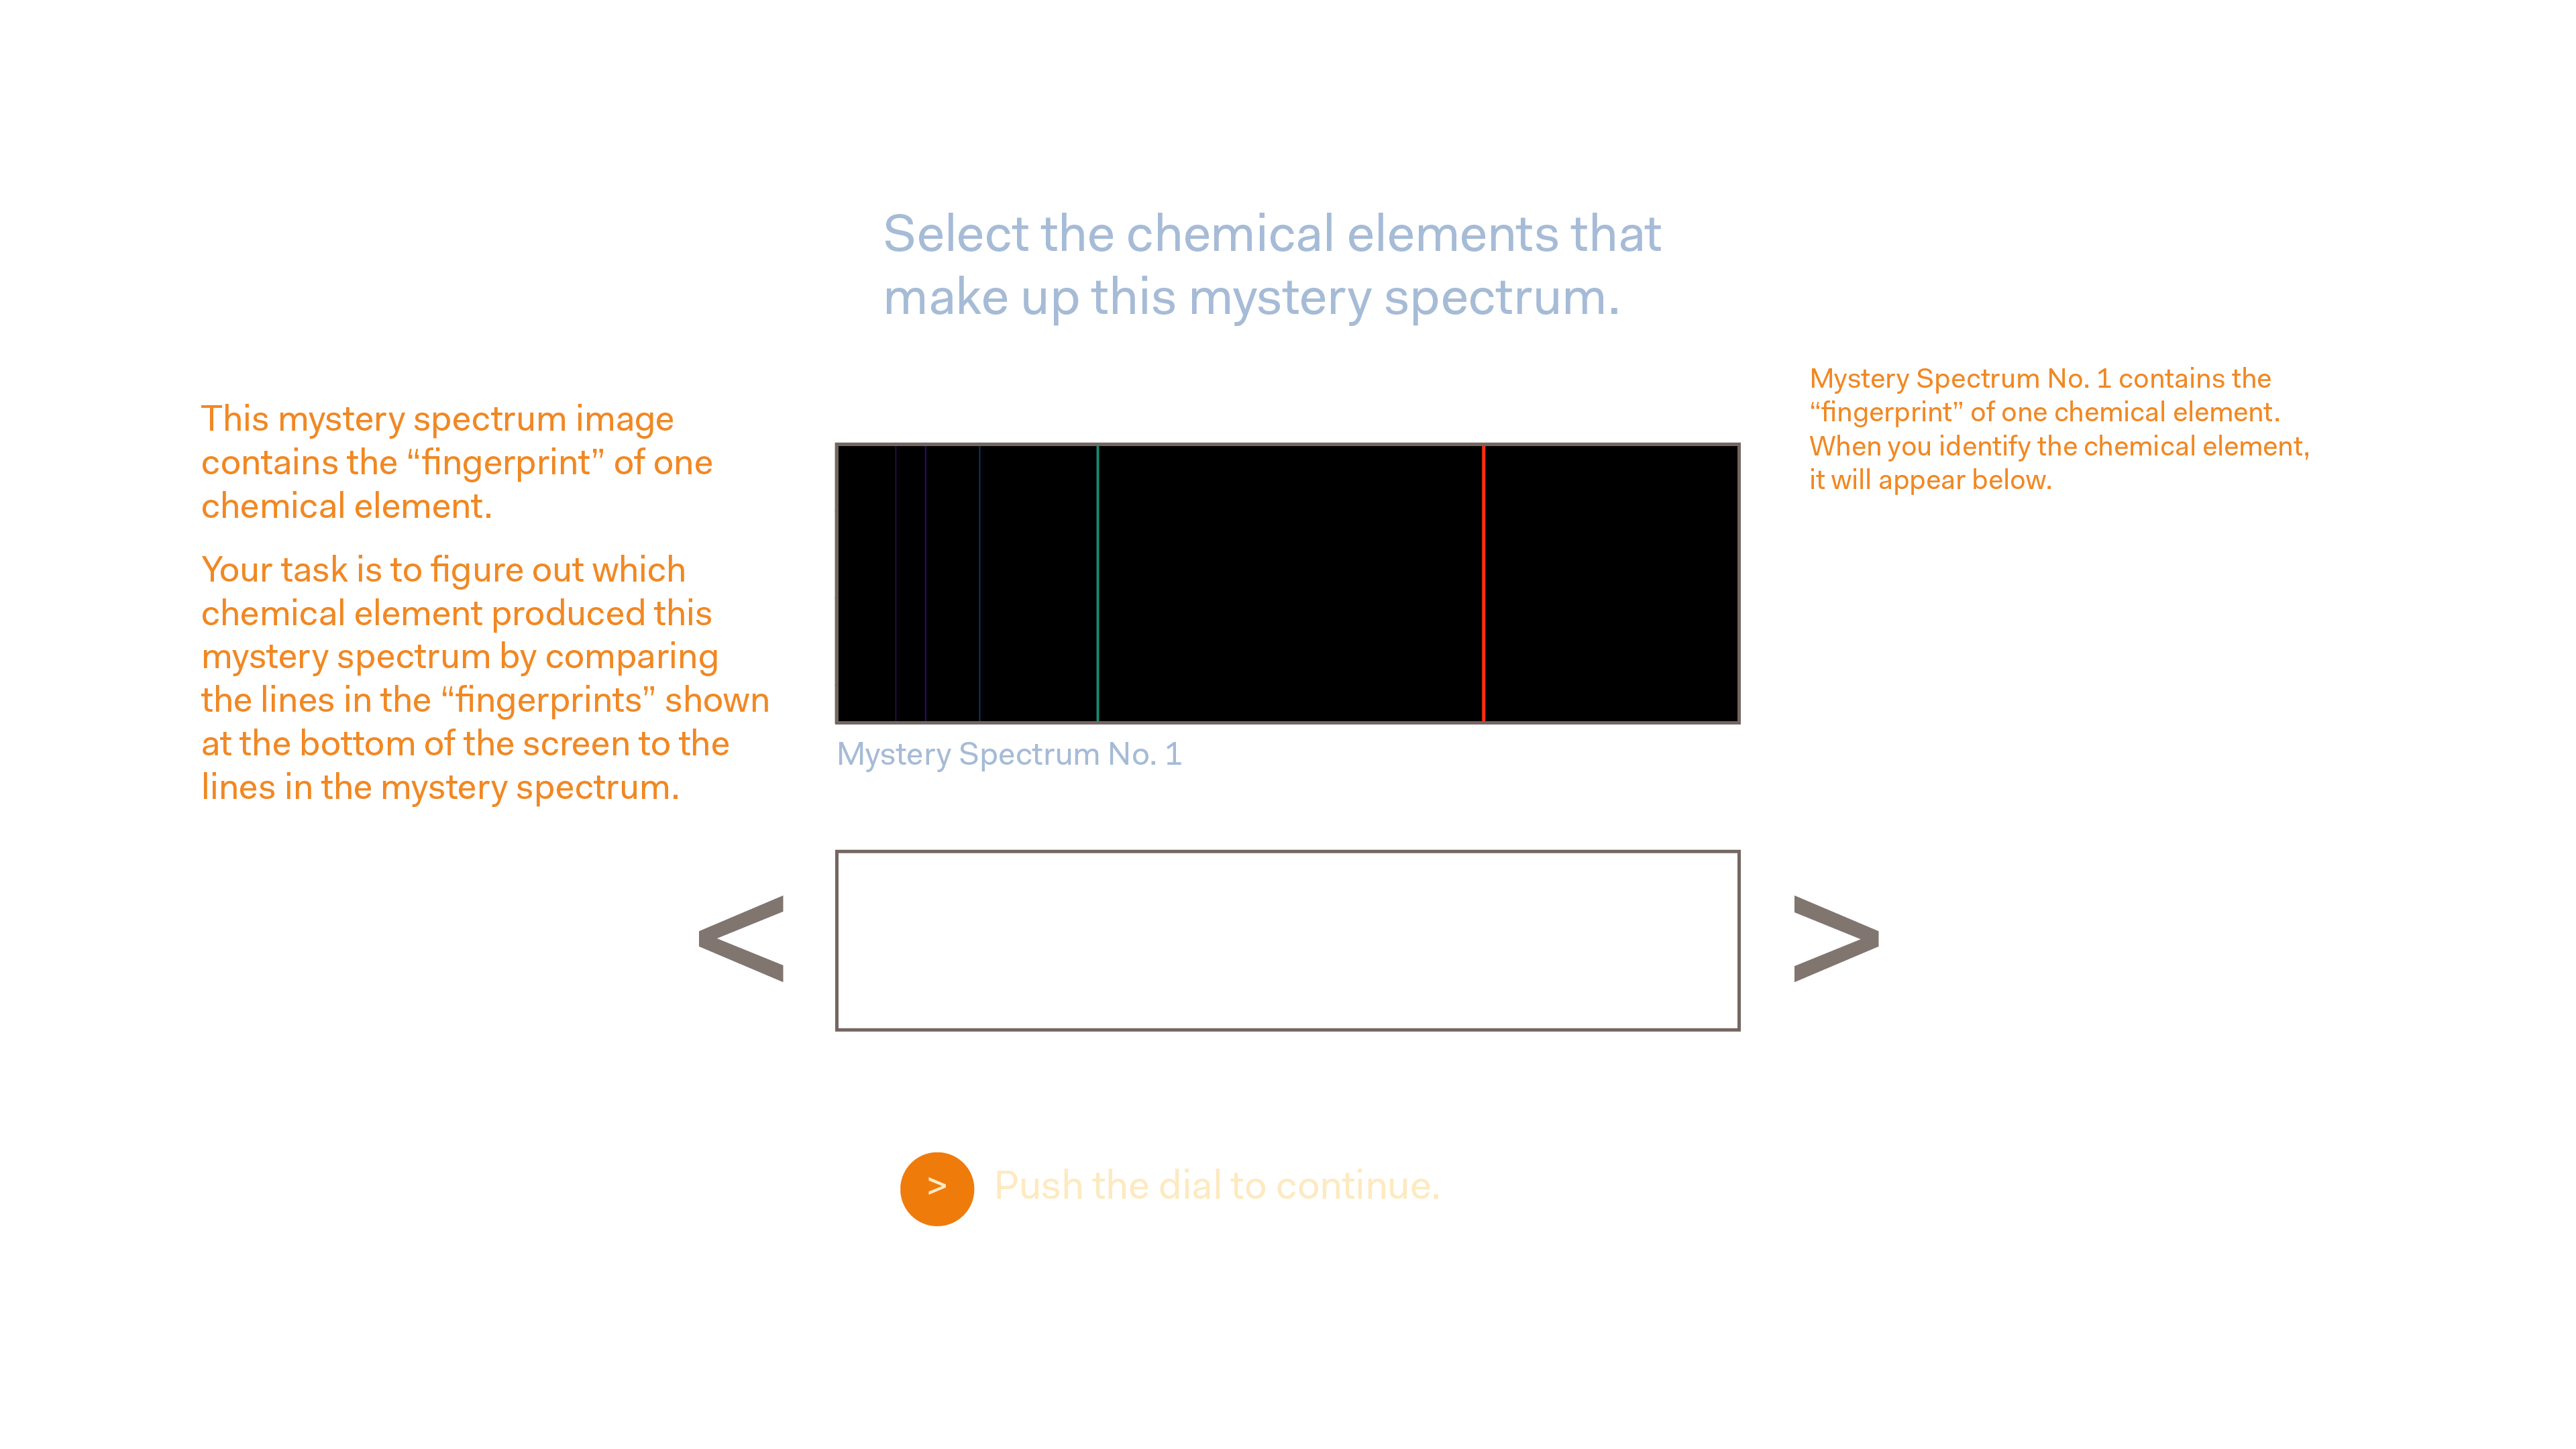 Select the chemical elements that
make up this mystery spectrum.
This mystery spectrum image
contains the “fingerprint” of one
chemical element.
Your task is to figure out which
chemical element produced this
mystery spectrum by comparing
the lines in the “fingerprints” shown
at the bottom of the screen to the
lines in the mystery spectrum.
Mystery Spectrum No. 1 contains the
“fingerprint” of one chemical element.
When you identify the chemical element,
it will appear below.
Mystery Spectrum No. 1
< >
> Push the dial to continue.